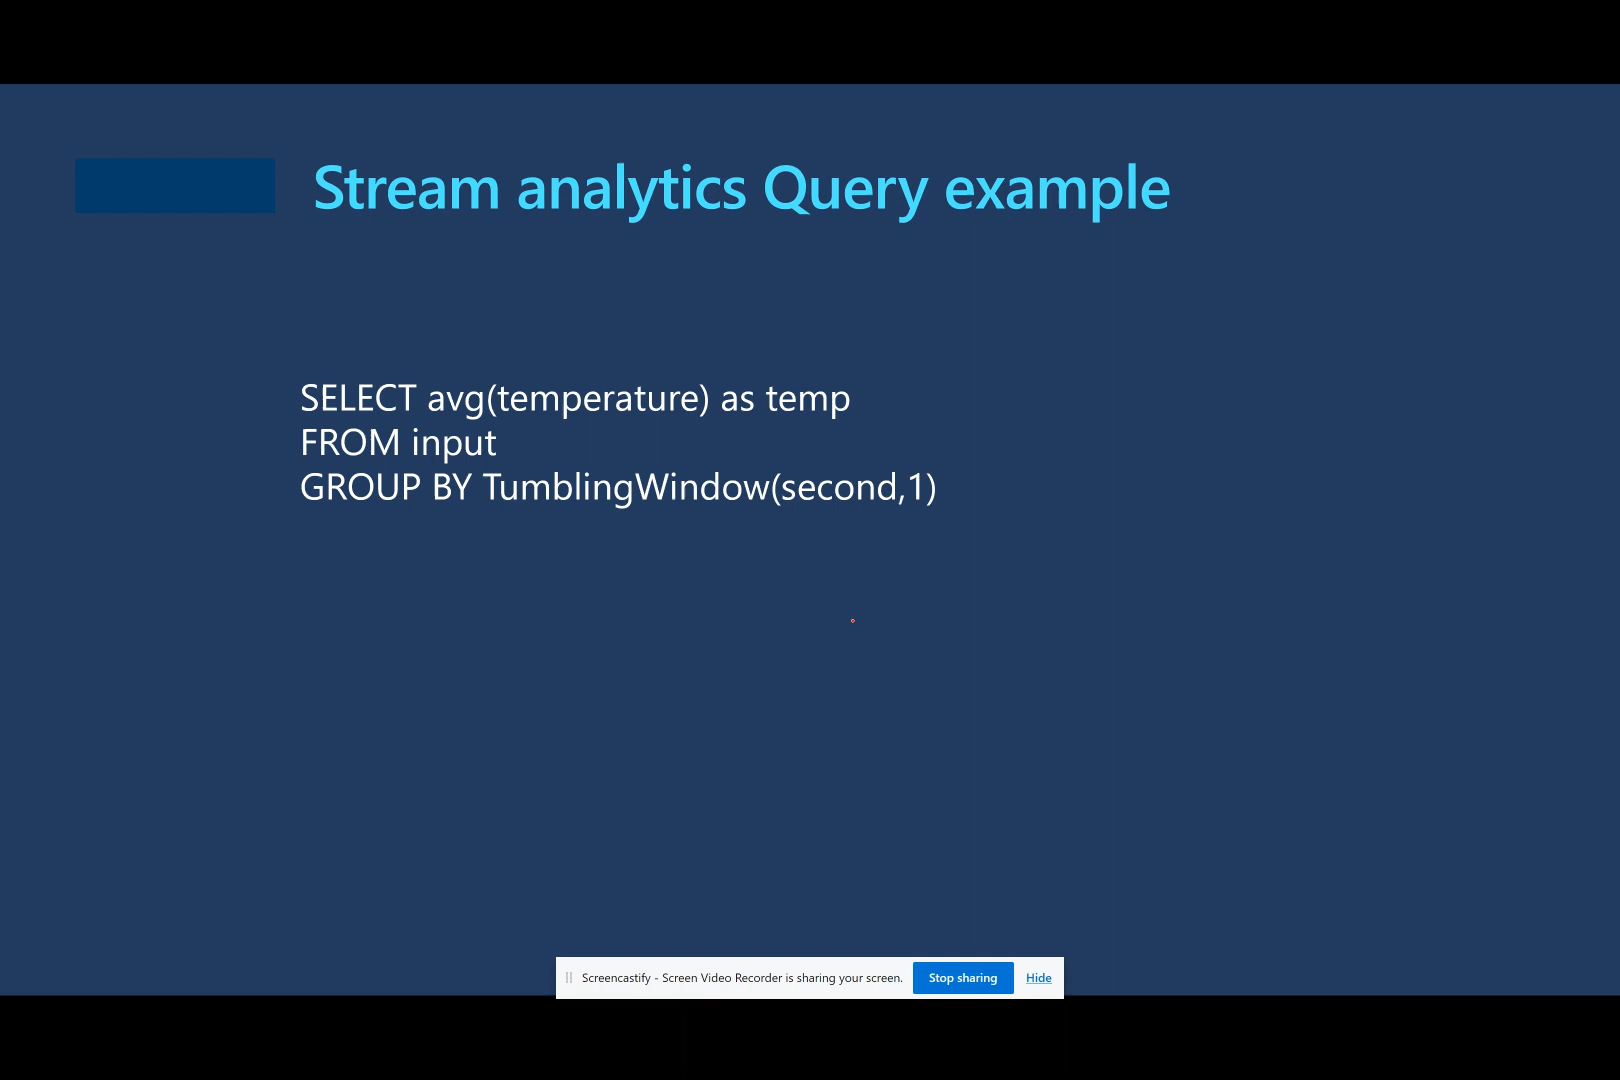 Stream analytics Query example
SELECT avg(temperature) as temp
FROM input
GROUP BY TumblingWindow(second,1)
Screencastify - Screen Video Recorder is sharing your screen. Stop sharing Hide